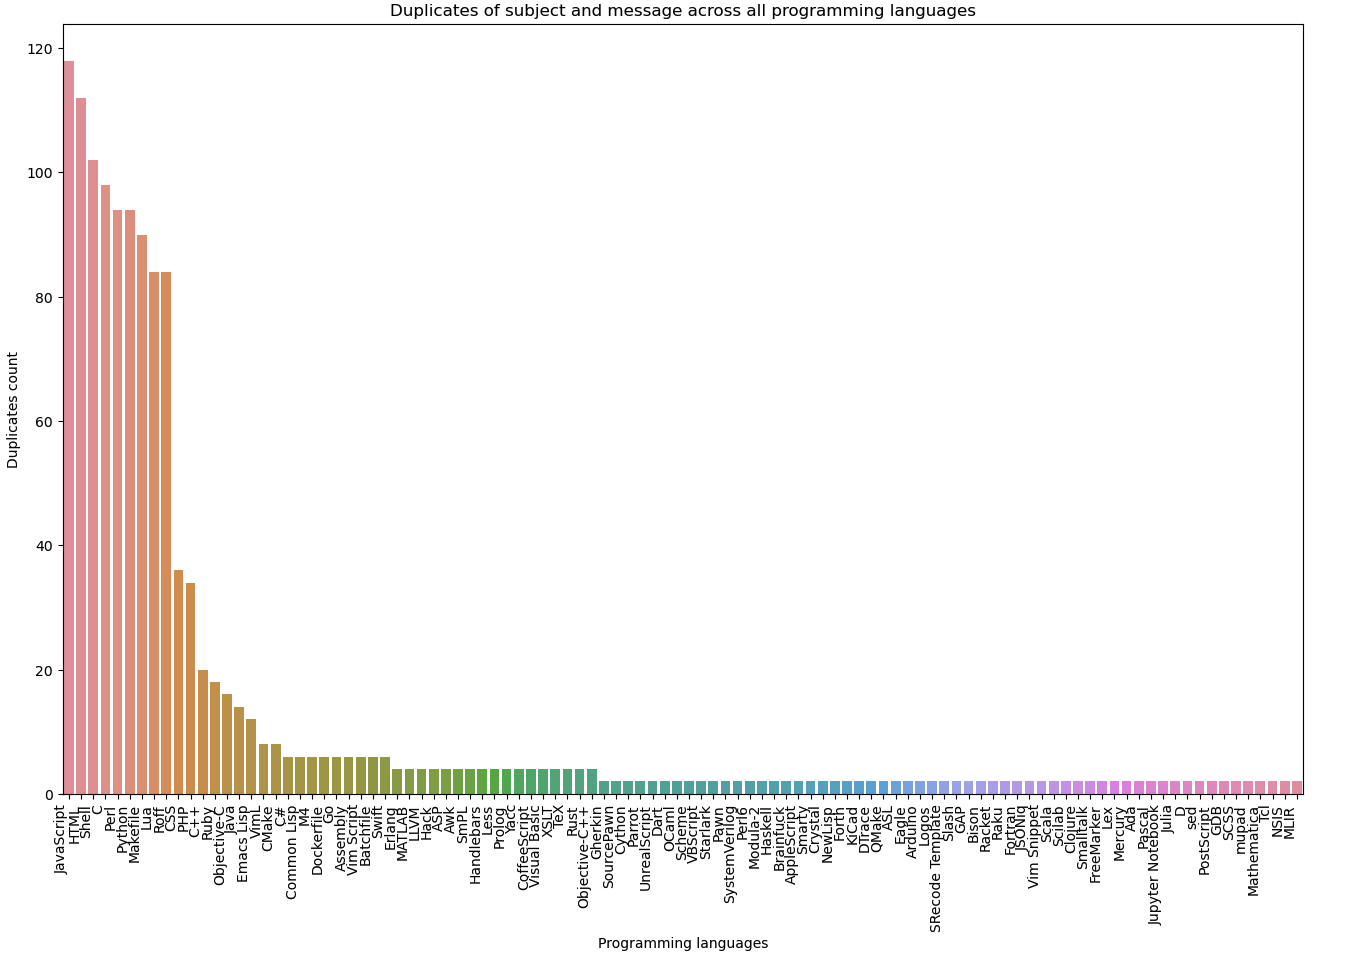 Duplicates of subject and message across all programming languages
120
100
80
60
40
20
0
Duplicates count
JavaScript
HTML
Shell
C
Perl
Python
Makefile
Lua
Roff
CSS
PHP
C++
Ruby
Objective-C
Java
Emacs Lisp
VimL
CMake
C#
Common Lisp
M4
Dockerfile
Go
Assembly
Vim Script
Batchfile
Swift
Erlang
MATLAB
LLVM
Hack
ASP
Awk
SmPL
Handlebars
Less
Prolog
Yacc
CoffeeScript
Visual Basic
XSLT
TeX
Rust
Objective-C++
Gherkin
SourcePawn
Cython
Parrot
UnrealScript
Dart
OCaml
Scheme
VBScript
Starlark
Pawn
SystemVerilog
Perl6
Modula-2
Haskell
Brainfuck
AppleScript
Smarty
Crystal
NewLisp
Forth
KiCad
DTrace
QMake
ASL
Eagle
Arduino
Logos
SRecode Template
Slash
GAP
Bison
Racket
Raku
Fortran
JSONiq
Vim Snippet
Scala
Scilab
Clojure
Smalltalk
FreeMarker
Lex
Mercury
Ada
Pascal
Jupyter Notebook
Julia
D
sed
PostScript
GDB
SCSS
mupad
Mathematica
Tcl
NSIS
MLIR
Programming languages